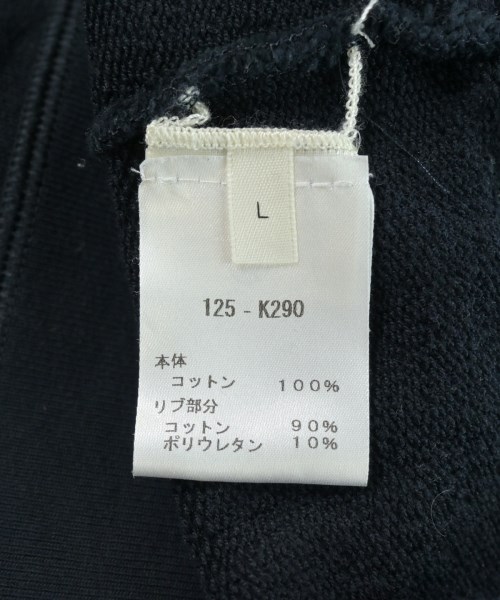 L
125 - K290
本体
コットン 100%
リブ部分
コットン 90%
ポリウレタン 10%